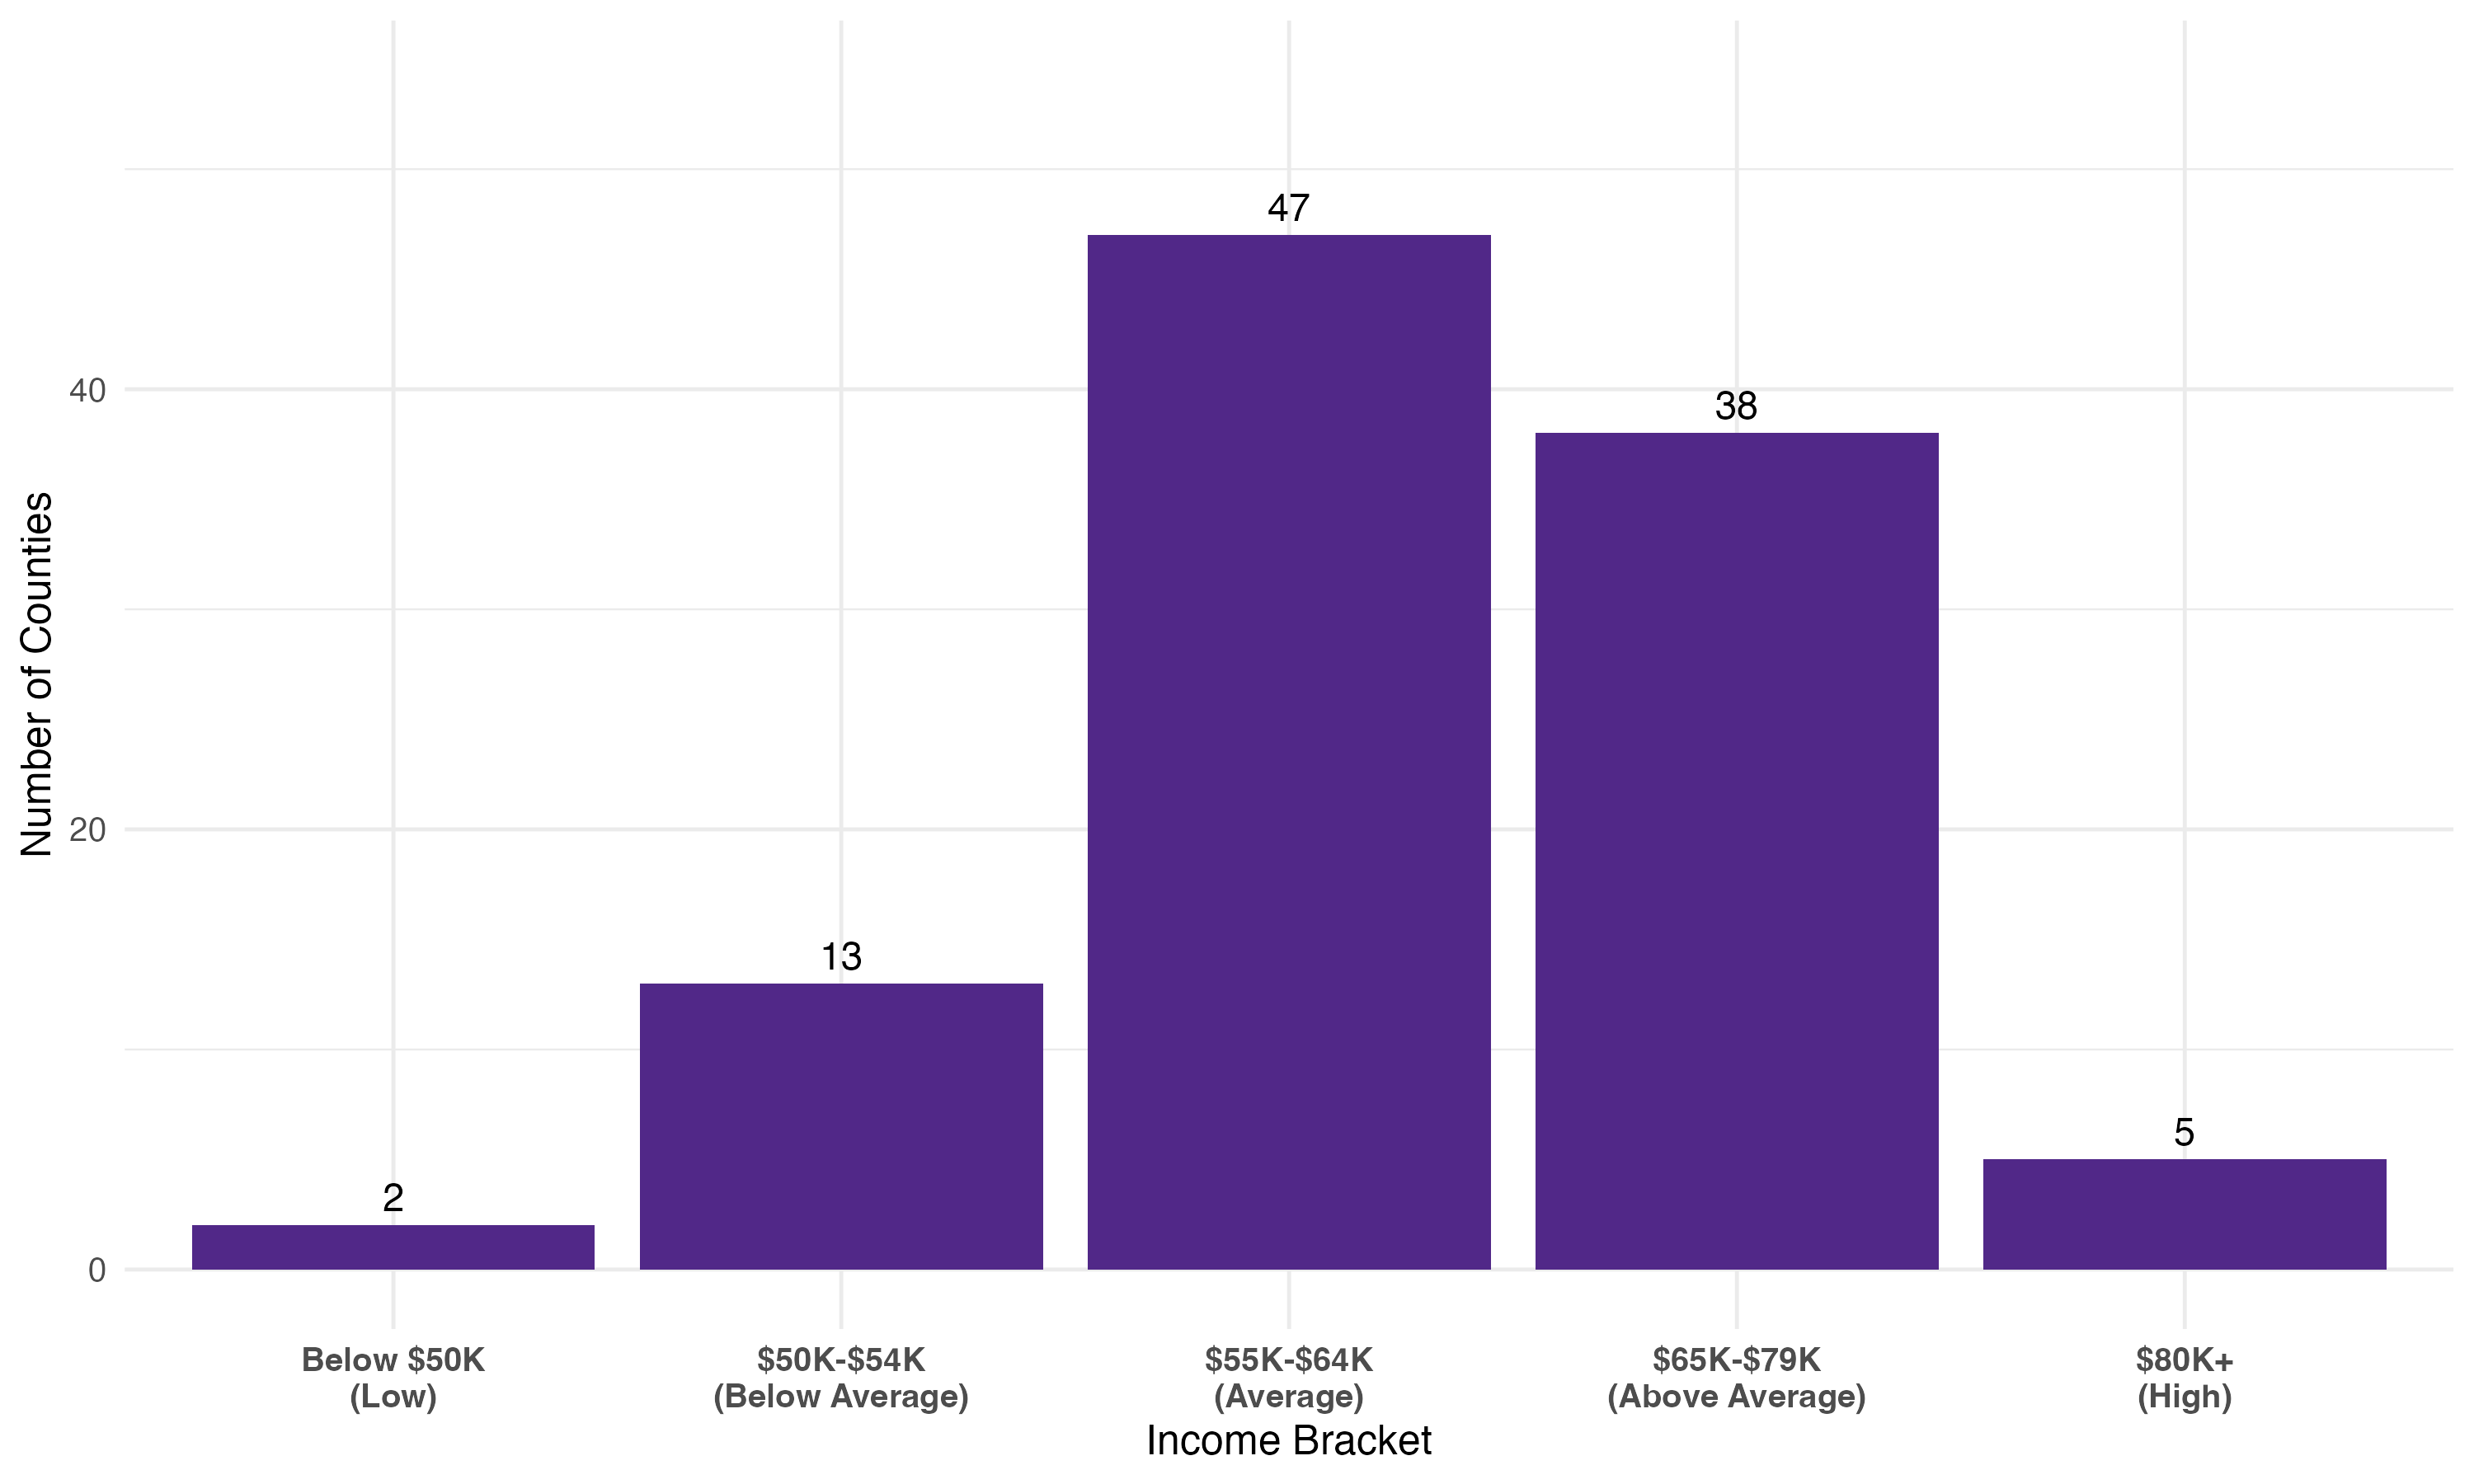 47
40
38
20
13
5
2
0
Number of Counties
Below $50K
(Low)
$50K-$54K
(Below Average)
$55K-$64K
(Average)
$65K-$79K
(Above Average)
$80K+
(High)
Income Bracket